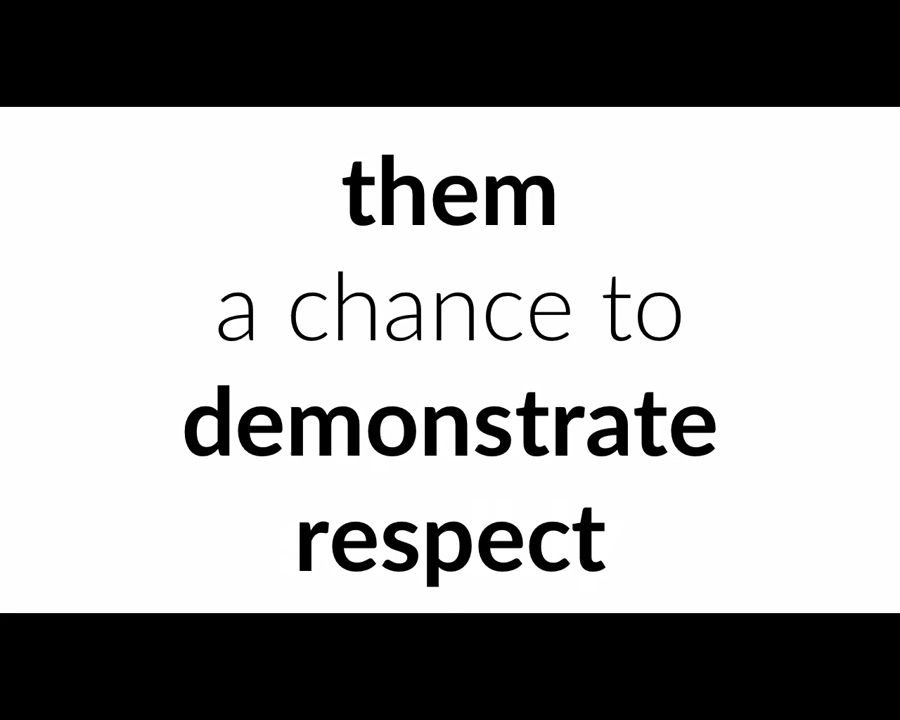 them
a chance to
demonstrate
respect